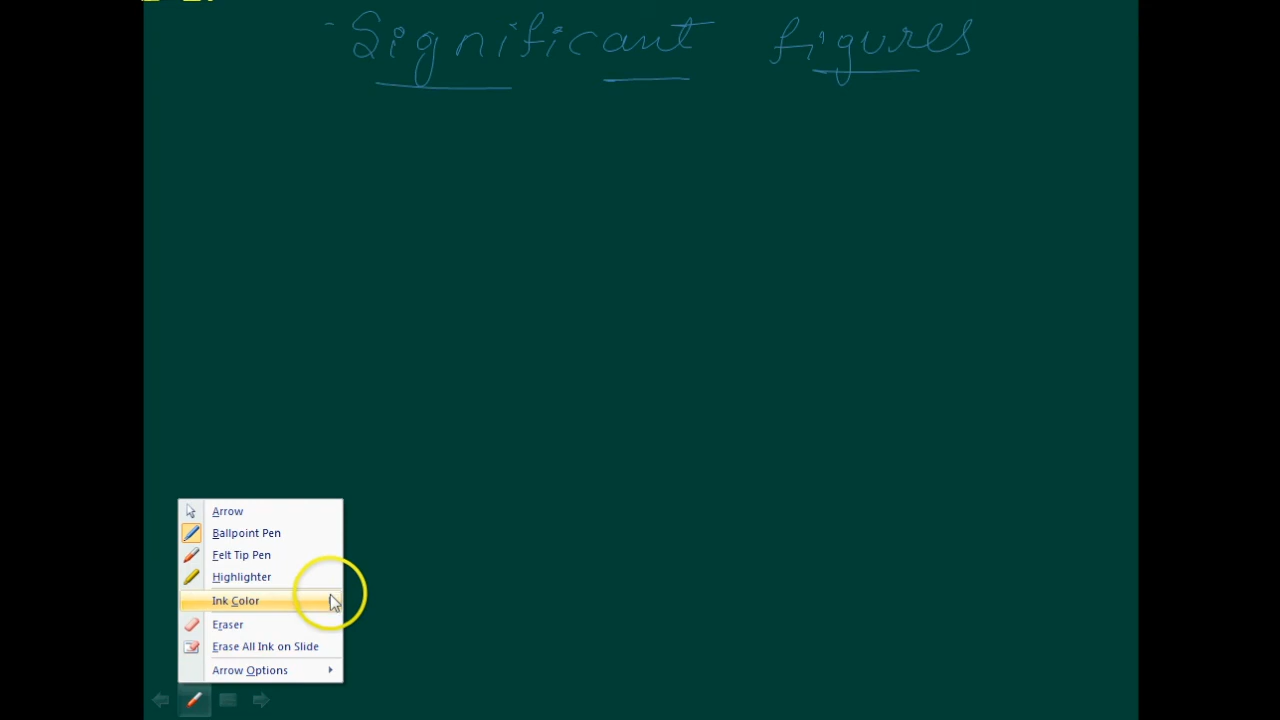 Significant figures
Arrow
Ballpoint Pen
Felt Tip Pen
Highlighter
Ink Color
Eraser
Erase All Ink on Slide
Arrow Options